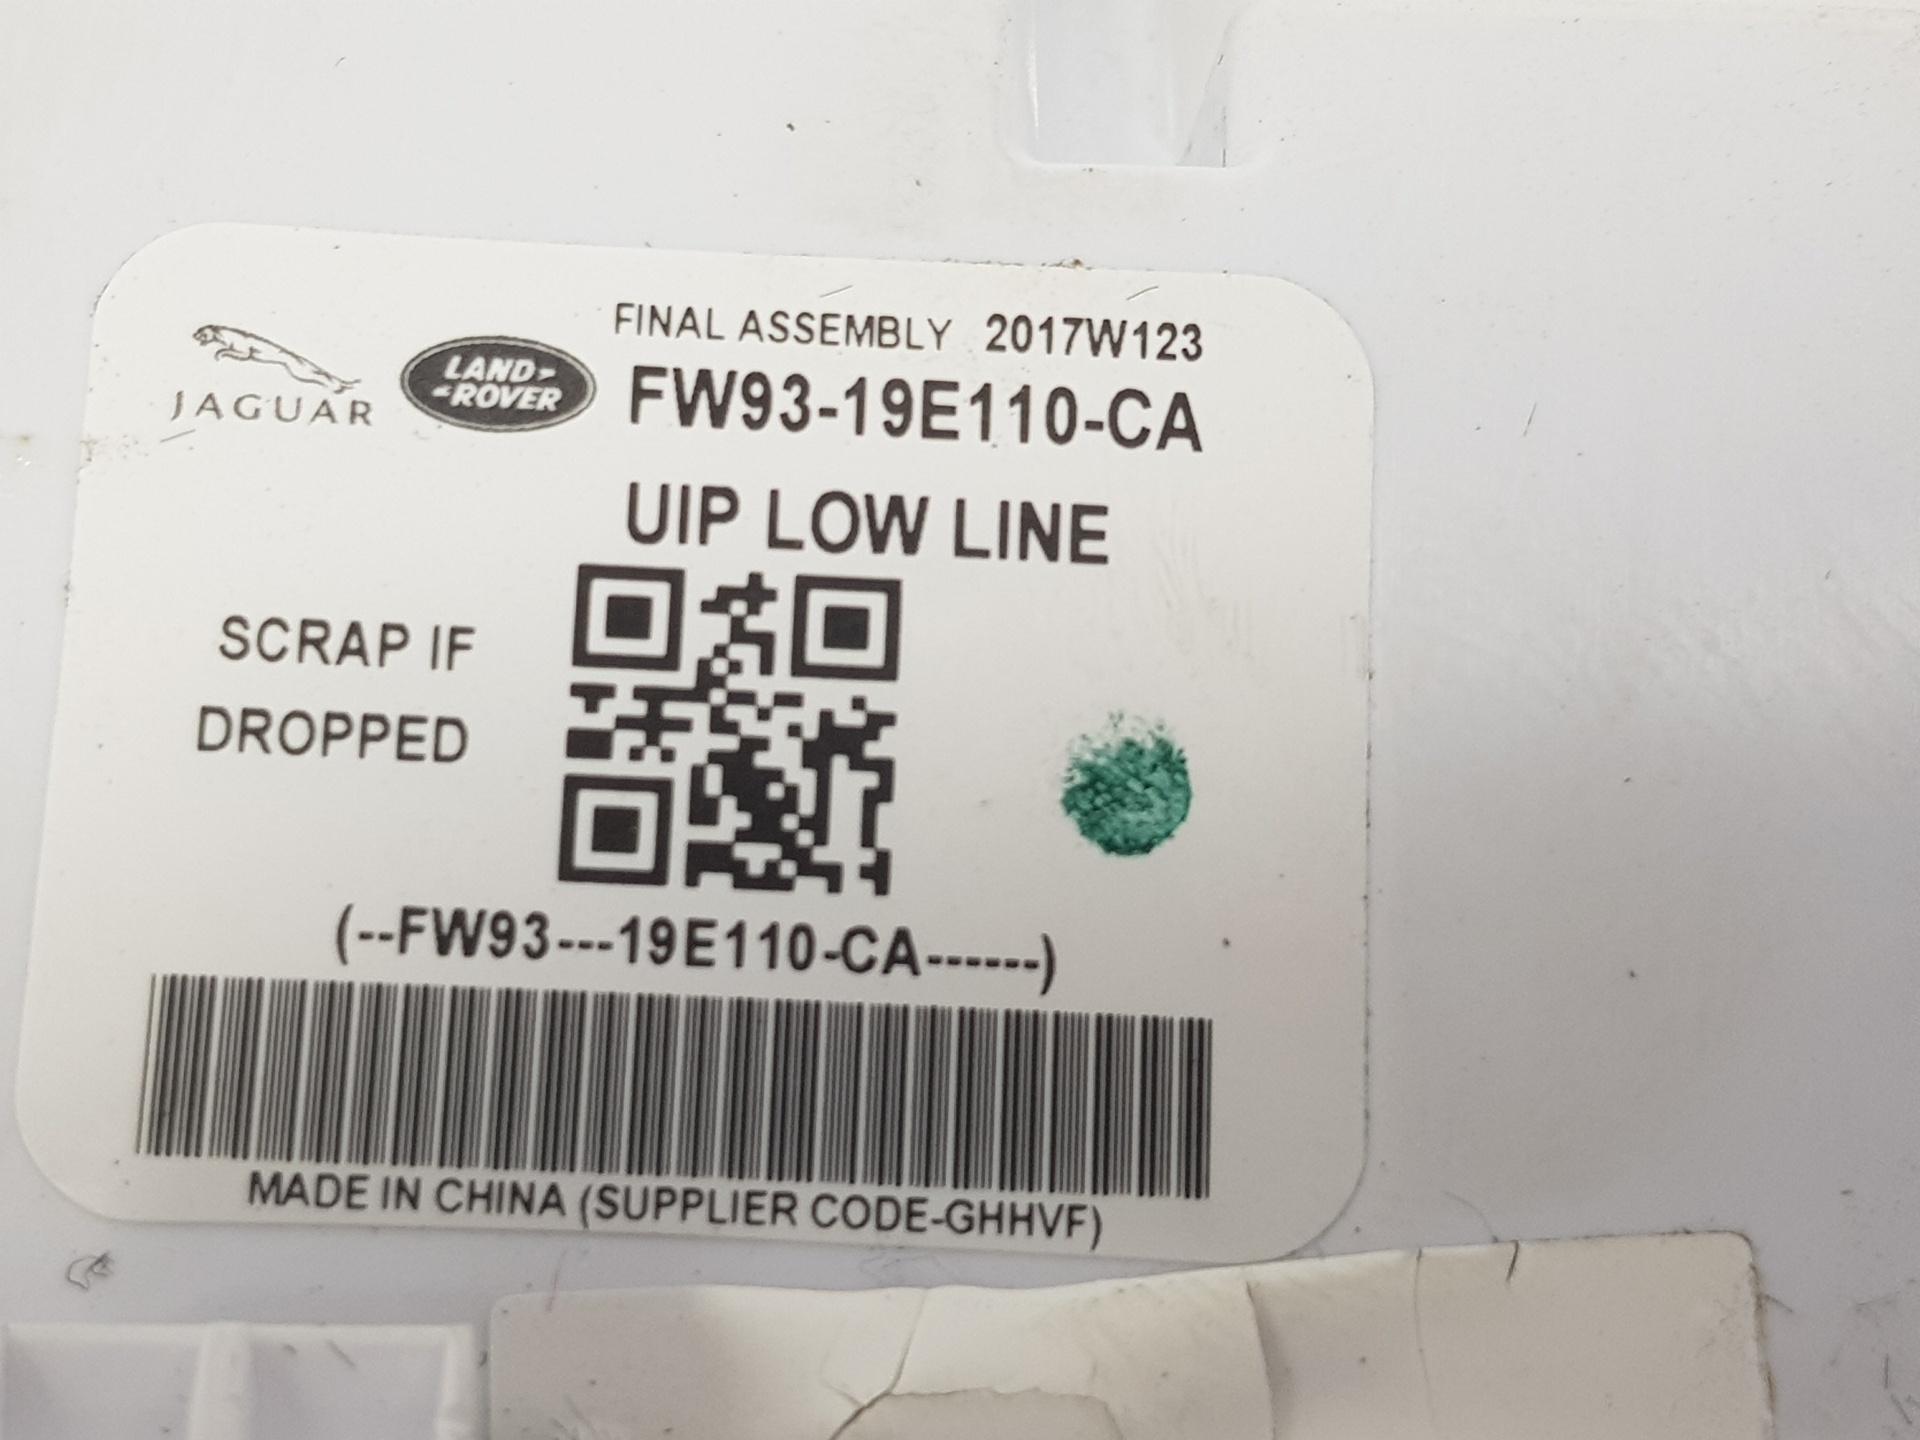 FINAL ASSEMBLY 2017W123
JAGUAR
LAND-
-ROVER
FW93-19E110-CA
UIP LOW LINE
SCRAP IF
DROPPED
(--FW93---19E110-CA------)
MADE IN CHINA (SUPPLIER CODE-GHHVF)